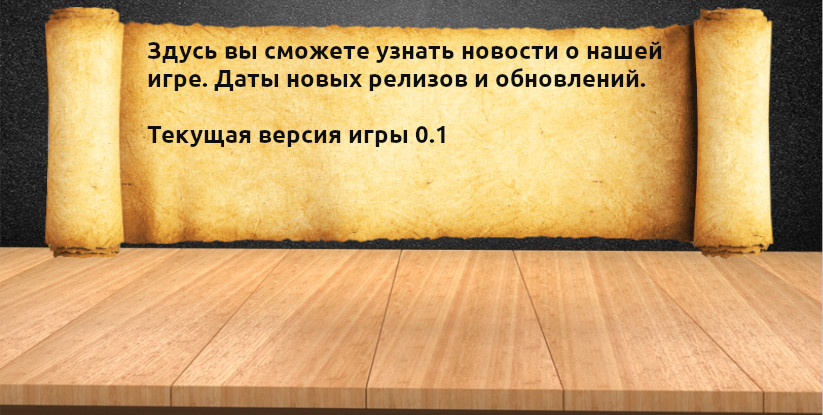 Здусь вы сможете узнать новости о нашей
игре. Даты новых релизов и обновлений.
Текущая версия игры 0.1